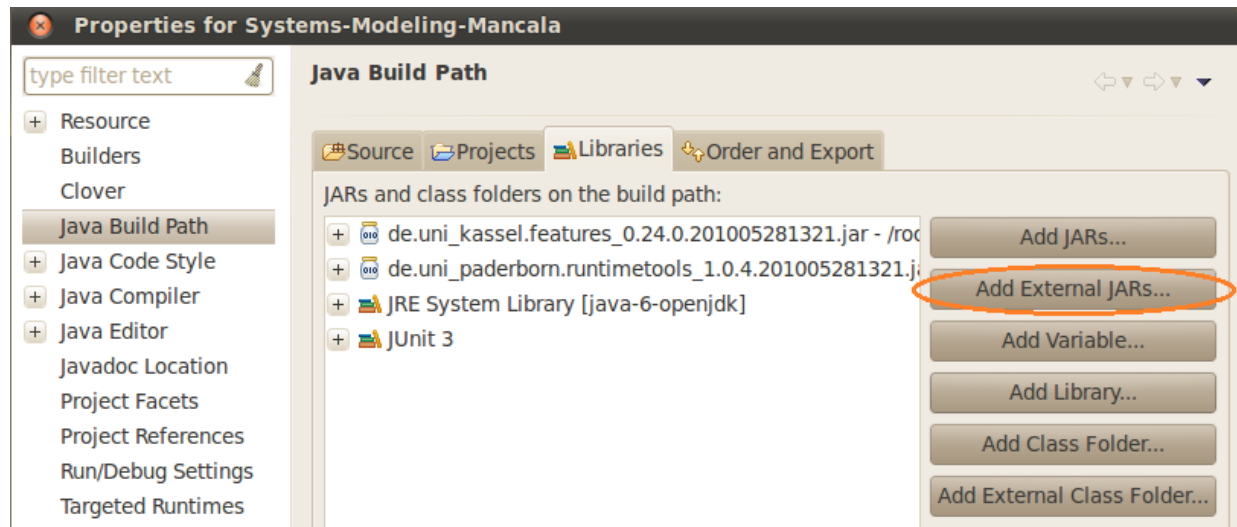 Properties for Systems-Modeling-Mancala
type filter text
Resource
Builders
Clover
Java Build Path
Java Code Style
Java Compiler
Java Editor
Javadoc Location
Project Facets
Project References
Run/Debug Settings
Targeted Runtimes
Java Build Path
Source Projects Libraries Order and Export
JARs and class folders on the build path:
de.uni_kassel.features_0.24.0.201005281321.jar - /roo
de.uni_paderborn.runtimetools_1.0.4.201005281321.ja
JRE System Library [java-6-openjdk]
JUnit 3
Add JARs...
Add External JARs...
Add Variable...
Add Library...
Add Class Folder...
Add External Class Folder...